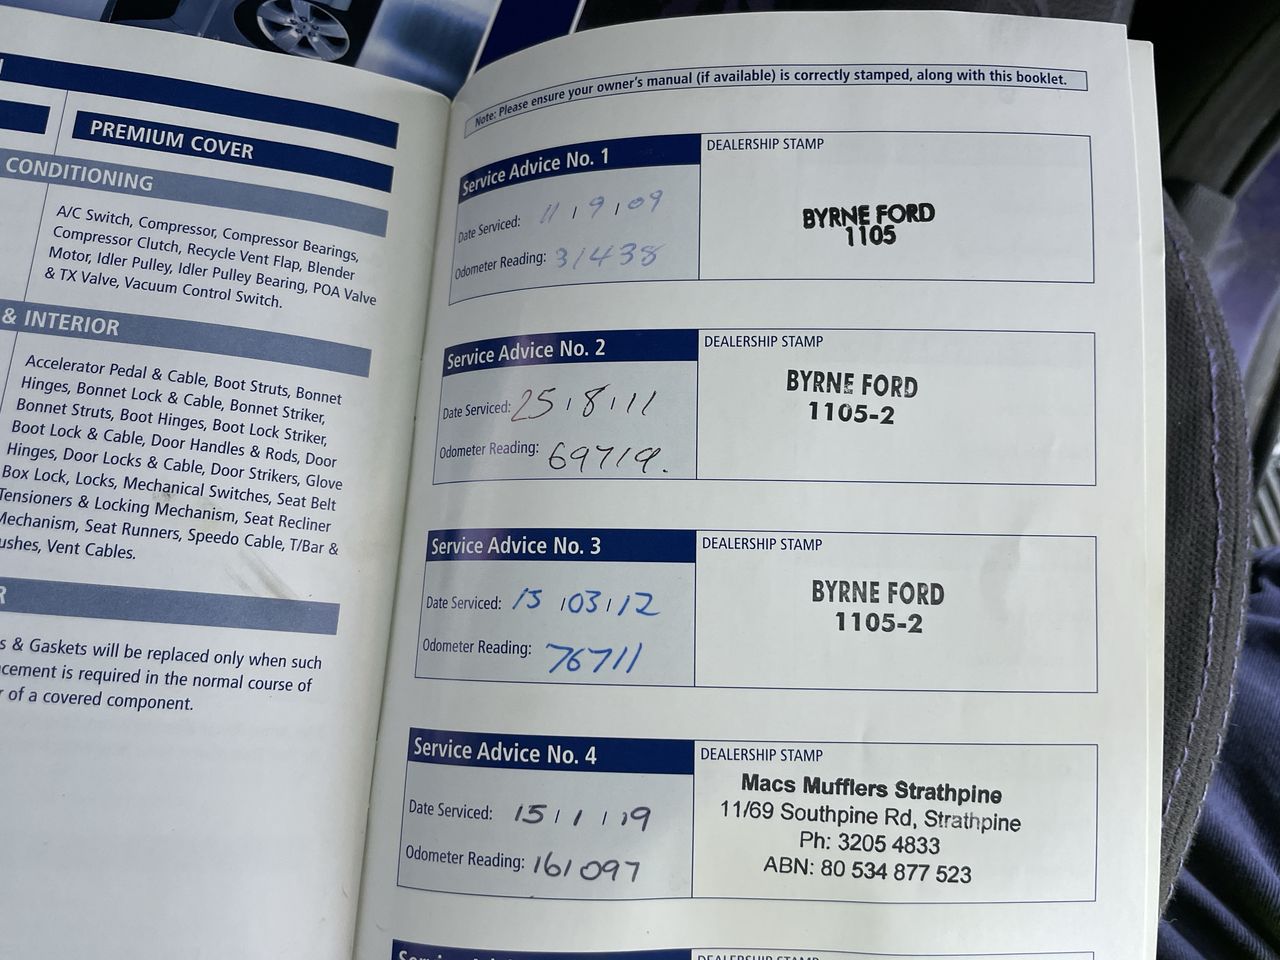 PREMIUM COVER
CONDITIONING
A/C Switch, Compressor, Compressor Bearings,
Compressor Clutch, Recycle Vent Flap, Blender
Motor, Idler Pulley, Idler Pulley Bearing, POA Valve
& TX Valve, Vacuum Control Switch.
& INTERIOR
Accelerator Pedal & Cable, Boot Struts, Bonnet
Hinges, Bonnet Lock & Cable, Bonnet Striker,
Bonnet Struts, Boot Hinges, Boot Lock Striker,
Boot Lock & Cable, Door Handles & Rods, Door
Hinges, Door Locks & Cable, Door Strikers, Glove
Box Lock, Locks, Mechanical Switches, Seat Belt
Tensioners & Locking Mechanism, Seat Recliner
Mechanism, Seat Runners, Speedo Cable, T/Bar &
ushes, Vent Cables.
R
s & Gaskets will be replaced only when such
cement is required in the normal course of
r of a covered component.
Note: Please ensure your owner's manual (if available) is correctly stamped, along with this booklet.
Service Advice No. 1
Date Serviced: 11/9/09
Odometer Reading: 31438
DEALERSHIP STAMP
BYRNE FORD
1105
Service Advice No. 2
Date Serviced: 25/8/11
Odometer Reading: 69719.
DEALERSHIP STAMP
BYRNE FORD
1105-2
Service Advice No. 3
Date Serviced: 15/03/12
Odometer Reading: 76711
DEALERSHIP STAMP
BYRNE FORD
1105-2
Service Advice No. 4
Date Serviced: 15/1/19
Odometer Reading: 161097
DEALERSHIP STAMP
Macs Mufflers Strathpine
11/69 Southpine Rd, Strathpine
Ph: 3205 4833
ABN: 80 534 877 523
Service Advice
DEALERSHIP STAMP